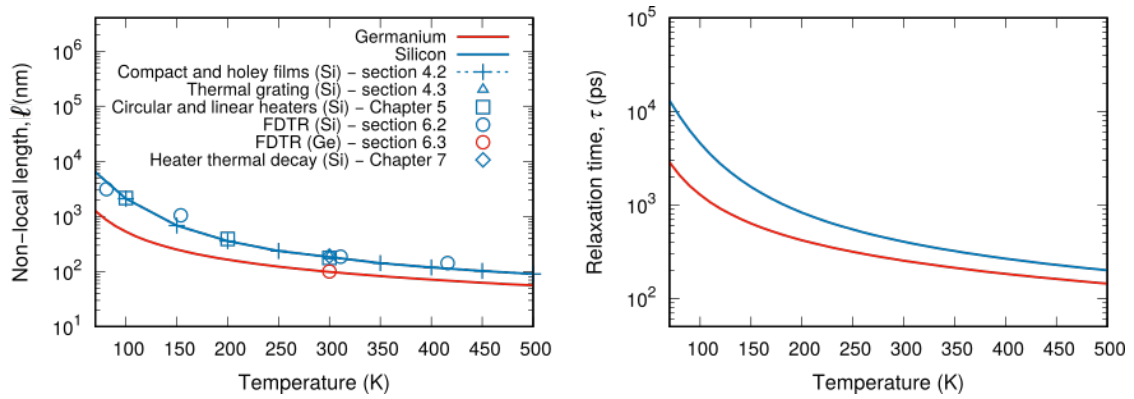 Germanium
Silicon
Compact and holey films (Si) – section 4.2
Thermal grating (Si) – section 4.3
Circular and linear heaters (Si) – Chapter 5
FDTR (Si) – section 6.2
FDTR (Ge) – section 6.3
Heater thermal decay (Si) – Chapter 7
Non-local length, ℓ (nm)
10⁶
10⁵
10⁴
10³
10²
10¹
100 150 200 250 300 350 400 450 500
Temperature (K)
Relaxation time, τ (ps)
10⁵
10⁴
10³
10²
100 150 200 250 300 350 400 450 500
Temperature (K)